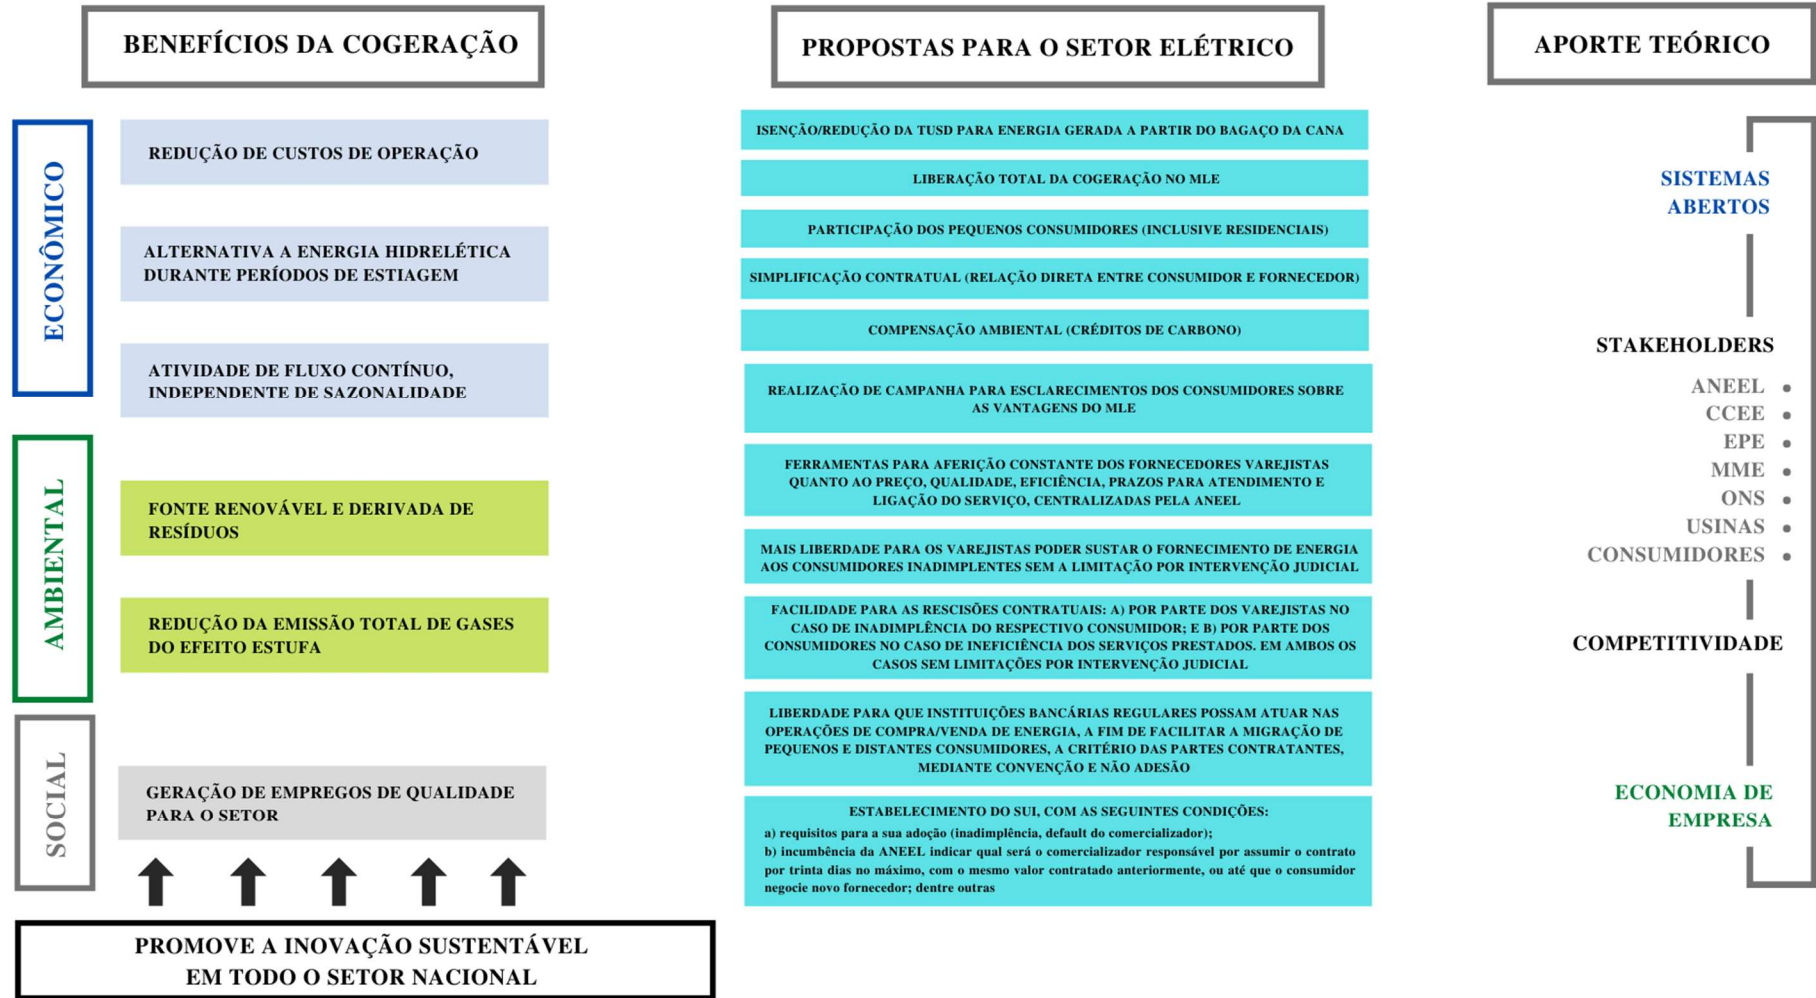 BENEFÍCIOS DA COGERAÇÃO
ECONÔMICO
REDUÇÃO DE CUSTOS DE OPERAÇÃO
ALTERNATIVA A ENERGIA HIDRELÉTICA
DURANTE PERÍODOS DE ESTIAGEM
ATIVIDADE DE FLUXO CONTÍNUO,
INDEPENDENTE DE SAZONALIDADE
AMBIENTAL
FONTE RENOVÁVEL E DERIVADA DE
RESÍDUOS
REDUÇÃO DA EMISSÃO TOTAL DE GASES
DO EFEITO ESTUFA
SOCIAL
GERAÇÃO DE EMPREGOS DE QUALIDADE
PARA O SETOR
PROMOVE A INOVAÇÃO SUSTENTÁVEL
EM TODO O SETOR NACIONAL
PROPOSTAS PARA O SETOR ELÉTRICO
ISENÇÃO/REDUÇÃO DA TUSD PARA ENERGIA GERADA A PARTIR DO BAGAÇO DA CANA
LIBERAÇÃO TOTAL DA COGERAÇÃO NO MLE
PARTICIPAÇÃO DOS PEQUENOS CONSUMIDORES (INCLUSIVE RESIDENCIAIS)
SIMPLIFICAÇÃO CONTRATUAL (RELAÇÃO DIRETA ENTRE CONSUMIDOR E FORNECEDOR)
COMPENSAÇÃO AMBIENTAL (CRÉDITOS DE CARBONO)
REALIZAÇÃO DE CAMPANHA PARA ESCLARECIMENTOS DOS CONSUMIDORES SOBRE
AS VANTAGENS DO MLE
FERRAMENTAS PARA AFERIÇÃO CONSTANTE DOS FORNECEDORES VAREJISTAS
QUANTO AO PREÇO, QUALIDADE, EFICIÊNCIA, PRAZOS PARA ATENDIMENTO E
LIGAÇÃO DO SERVIÇO, CENTRALIZADAS PELA ANEEL
MAIS LIBERDADE PARA OS VAREJISTAS PODER SUSTAR O FORNECIMENTO DE ENERGIA
AOS CONSUMIDORES INADIMPLENTES SEM A LIMITAÇÃO POR INTERVENÇÃO JUDICIAL
FACILIDADE PARA AS RESCISÕES CONTRATUAIS: A) POR PARTE DOS VAREJISTAS NO
CASO DE INADIMPLÊNCIA DO RESPECTIVO CONSUMIDOR; E B) POR PARTE DOS
CONSUMIDORES NO CASO DE INEFICIÊNCIA DOS SERVIÇOS PRESTADOS. EM AMBOS OS
CASOS SEM LIMITAÇÕES POR INTERVENÇÃO JUDICIAL
LIBERDADE PARA QUE INSTITUIÇÕES BANCÁRIAS REGULARES POSSAM ATUAR NAS
OPERAÇÕES DE COMPRA/VENDA DE ENERGIA, A FIM DE FACILITAR A MIGRAÇÃO DE
PEQUENOS E DISTANTES CONSUMIDORES, A CRITÉRIO DAS PARTES CONTRATANTES,
MEDIANTE CONVENÇÃO E NÃO ADESÃO
ESTABELECIMENTO DO SUI, COM AS SEGUINTES CONDIÇÕES:
a) requisitos para a sua adoção (inadimplência, default do comercializador);
b) incumbência da ANEEL indicar qual será o comercializador responsável por assumir o contrato
por trinta dias no máximo, com o mesmo valor contratado anteriormente, ou até que o consumidor
negocie novo fornecedor; dentre outras
APORTE TEÓRICO
SISTEMAS
ABERTOS
STAKEHOLDERS
ANEEL •
CCEE •
EPE •
MME •
ONS •
USINAS •
CONSUMIDORES •
COMPETITIVIDADE
ECONOMIA DE
EMPRESA